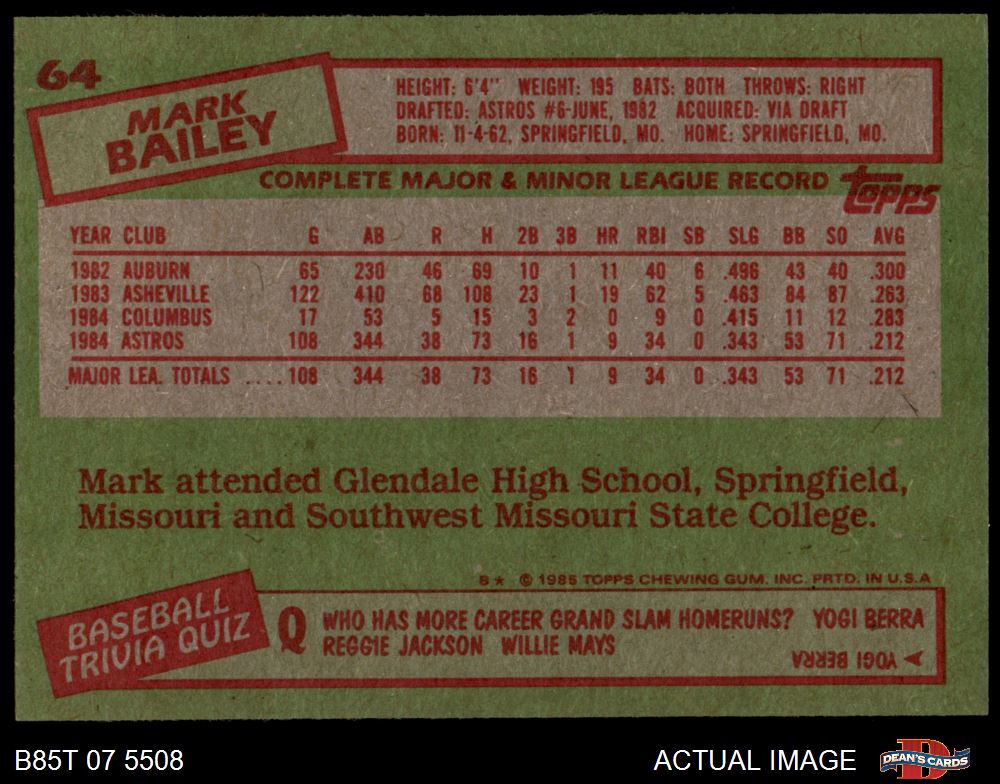 64
MARK
BAILEY
HEIGHT: 6'4" WEIGHT: 195 BATS: BOTH THROWS: RIGHT
DRAFTED: ASTROS #6-JUNE, 1982 ACQUIRED: VIA DRAFT
BORN: 11-4-62, SPRINGFIELD, MO. HOME: SPRINGFIELD, MO.
COMPLETE MAJOR & MINOR LEAGUE RECORD topps
YEAR CLUB G AB R H 2B 3B HR RBI SB SLG BB SO AVG
1982 AUBURN 65 230 46 69 10 1 11 40 6 .496 43 40 .300
1983 ASHEVILLE 122 410 68 108 23 1 19 62 5 .463 84 87 .263
1984 COLUMBUS 17 53 5 15 3 2 0 9 0 .415 11 12 .283
1984 ASTROS 108 344 38 73 16 1 9 34 0 .343 53 71 .212
MAJOR LEA. TOTALS ....108 344 38 73 16 1 9 34 0 .343 53 71 .212
Mark attended Glendale High School, Springfield,
Missouri and Southwest Missouri State College.
B★ © 1985 TOPPS CHEWING GUM, INC. PRTD. IN U.S.A
BASEBALL
TRIVIA QUIZ
Q WHO HAS MORE CAREER GRAND SLAM HOMERUNS? YOGI BERRA
REGGIE JACKSON WILLIE MAYS
YOGI BERRA
B85T 07 5508
ACTUAL IMAGE
DEAN'S CARDS